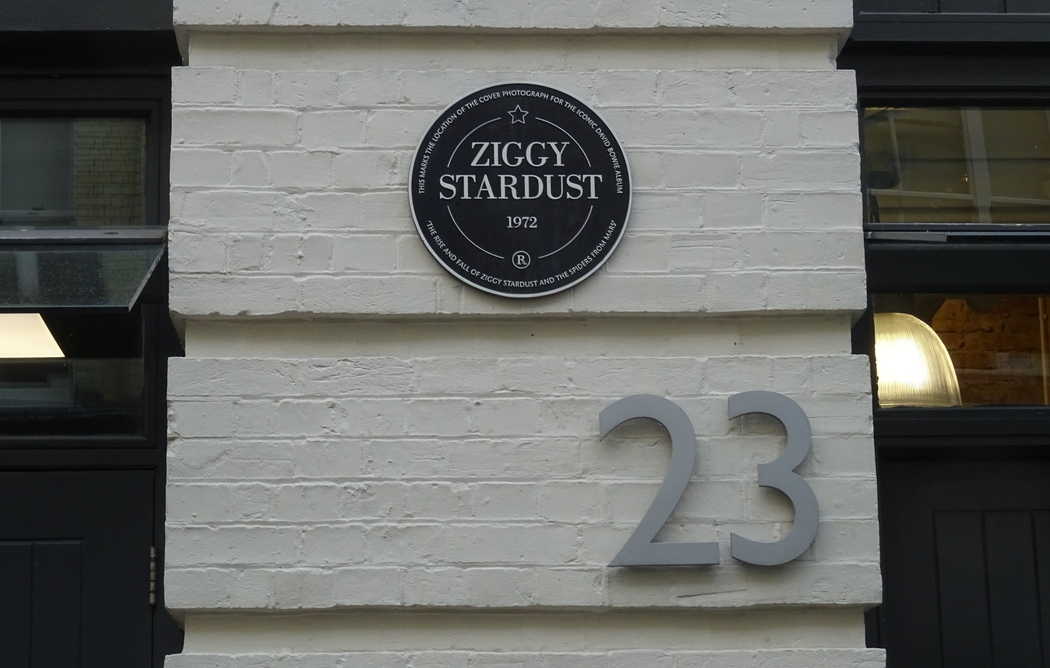 THIS MARKS THE LOCATION OF THE COVER PHOTOGRAPH FOR THE ICONIC DAVID BOWIE ALBUM
ZIGGY
STARDUST
1972
R
'THE RISE AND FALL OF ZIGGY STARDUST AND THE SPIDERS FROM MARS'
23